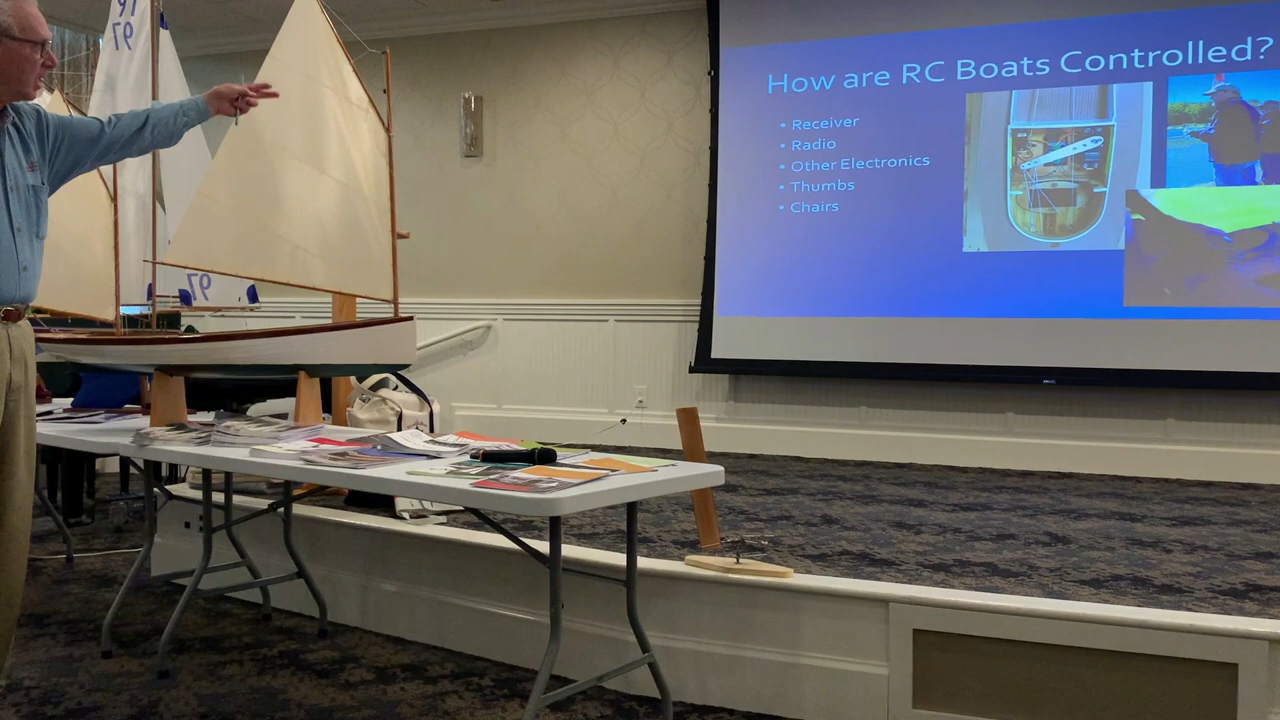 97
How are RC Boats Controlled?
• Receiver
• Radio
• Other Electronics
• Thumbs
• Chairs
97